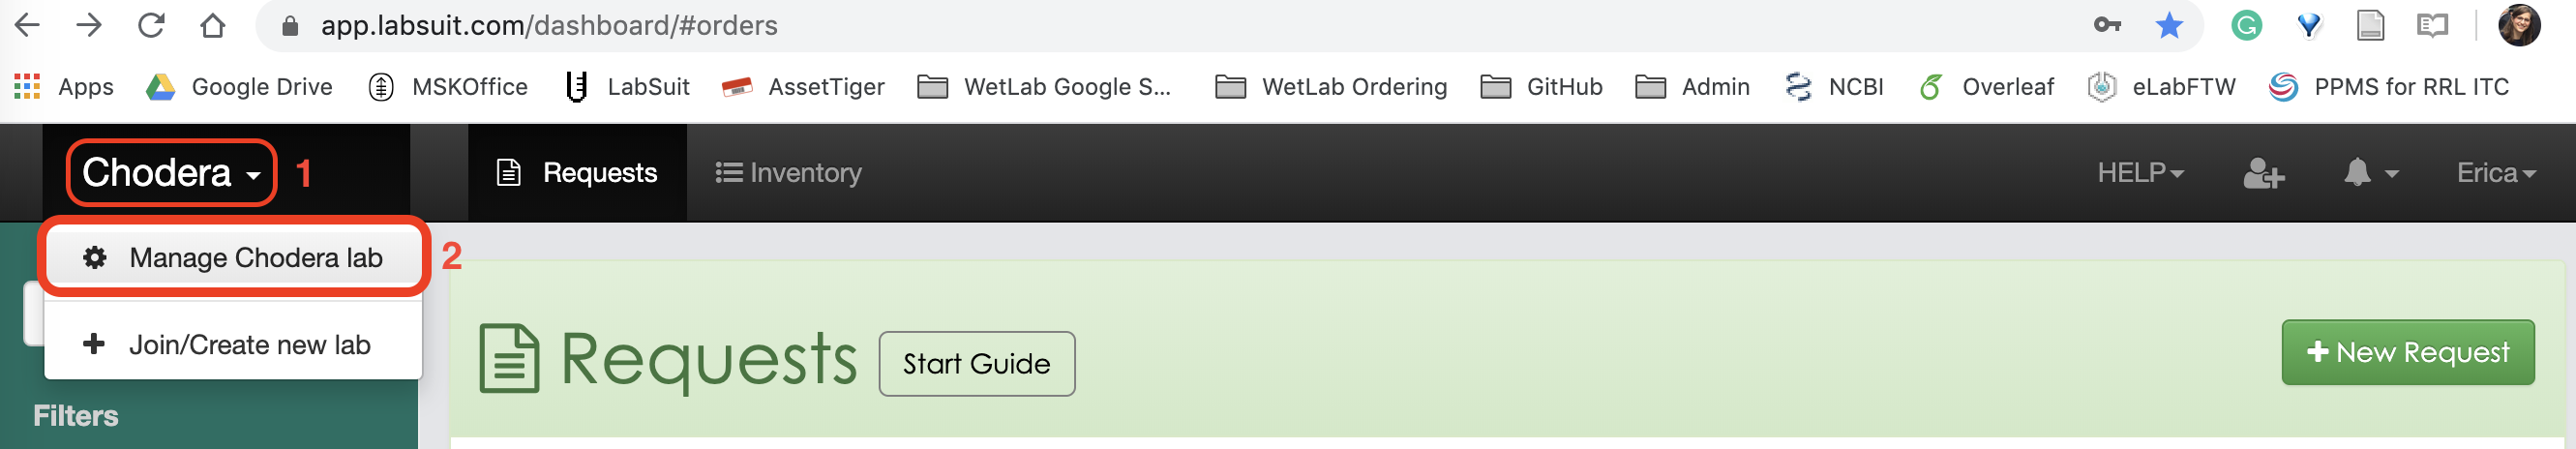 app.labsuit.com/dashboard/#orders
Apps Google Drive MSKOffice LabSuit AssetTiger WetLab Google S... WetLab Ordering GitHub Admin NCBI Overleaf eLabFTW PPMS for RRL ITC
Chodera 1 Requests Inventory HELP Erica
Manage Chodera lab 2
Join/Create new lab
Requests Start Guide + New Request
Filters